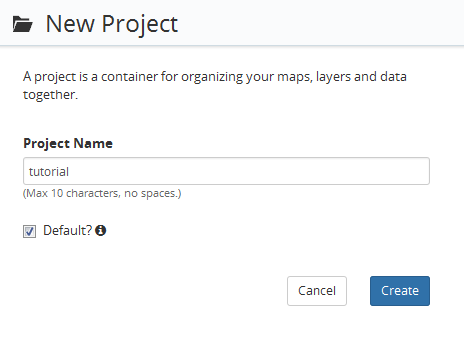 New Project
A project is a container for organizing your maps, layers and data
together.
Project Name
tutorial
(Max 10 characters, no spaces.)
Default?
Cancel
Create